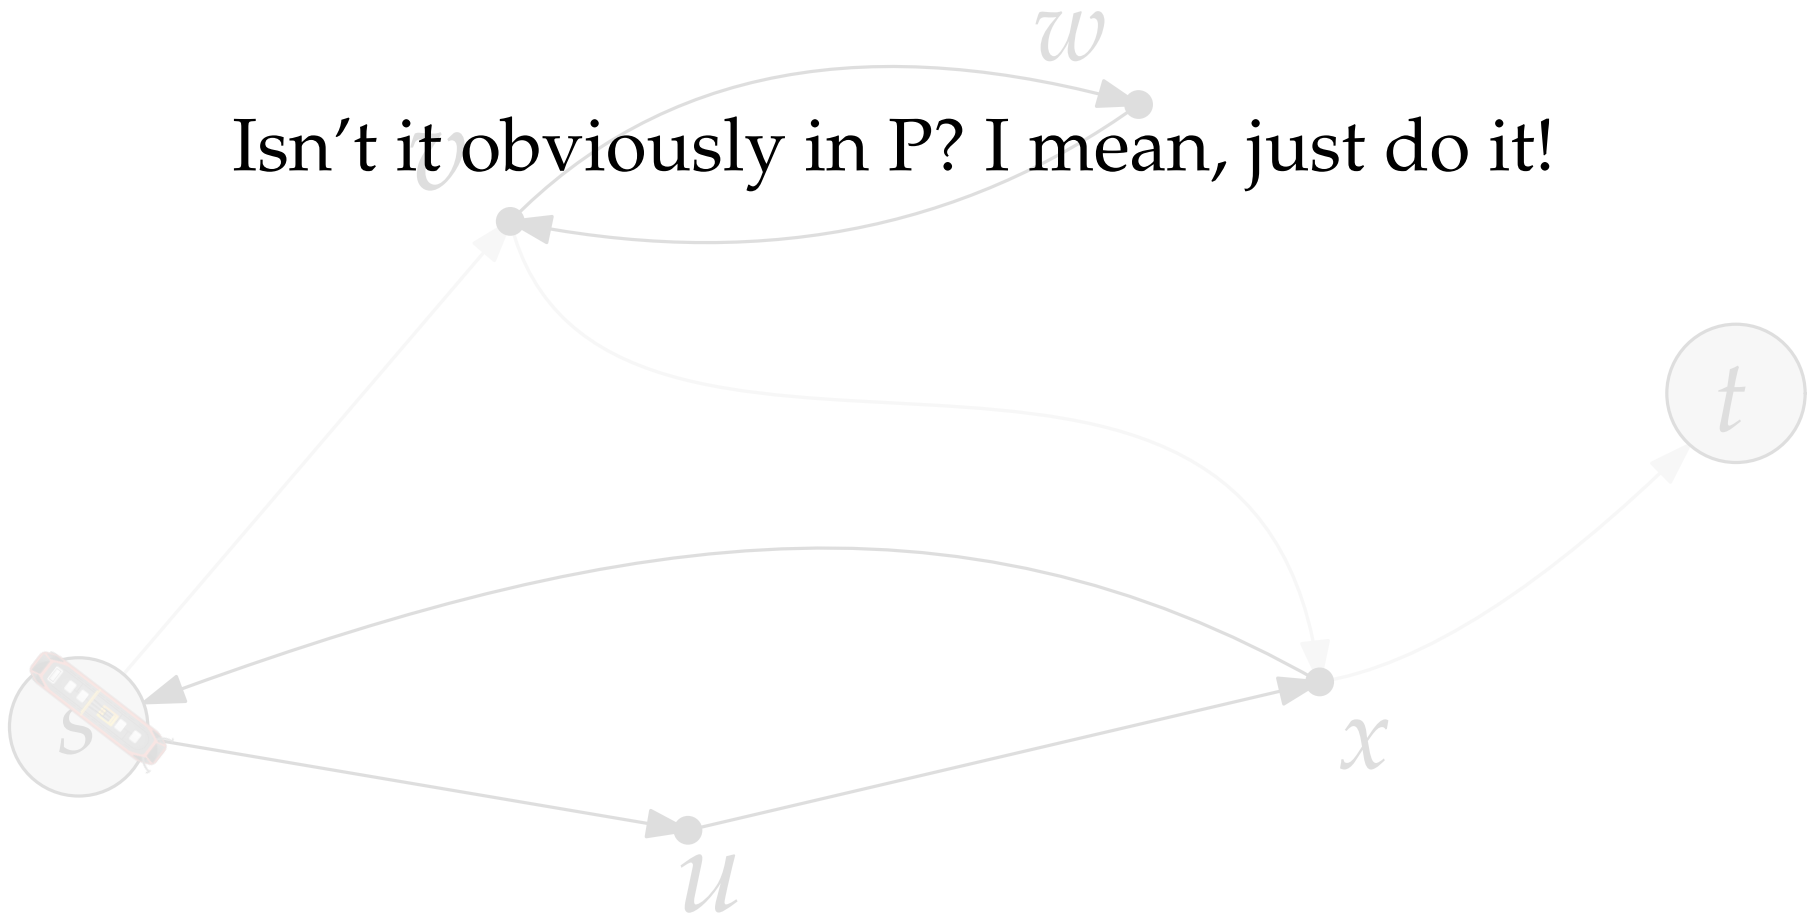 w
Isn’t it obviously in P? I mean, just do it!
v
t
s
x
u